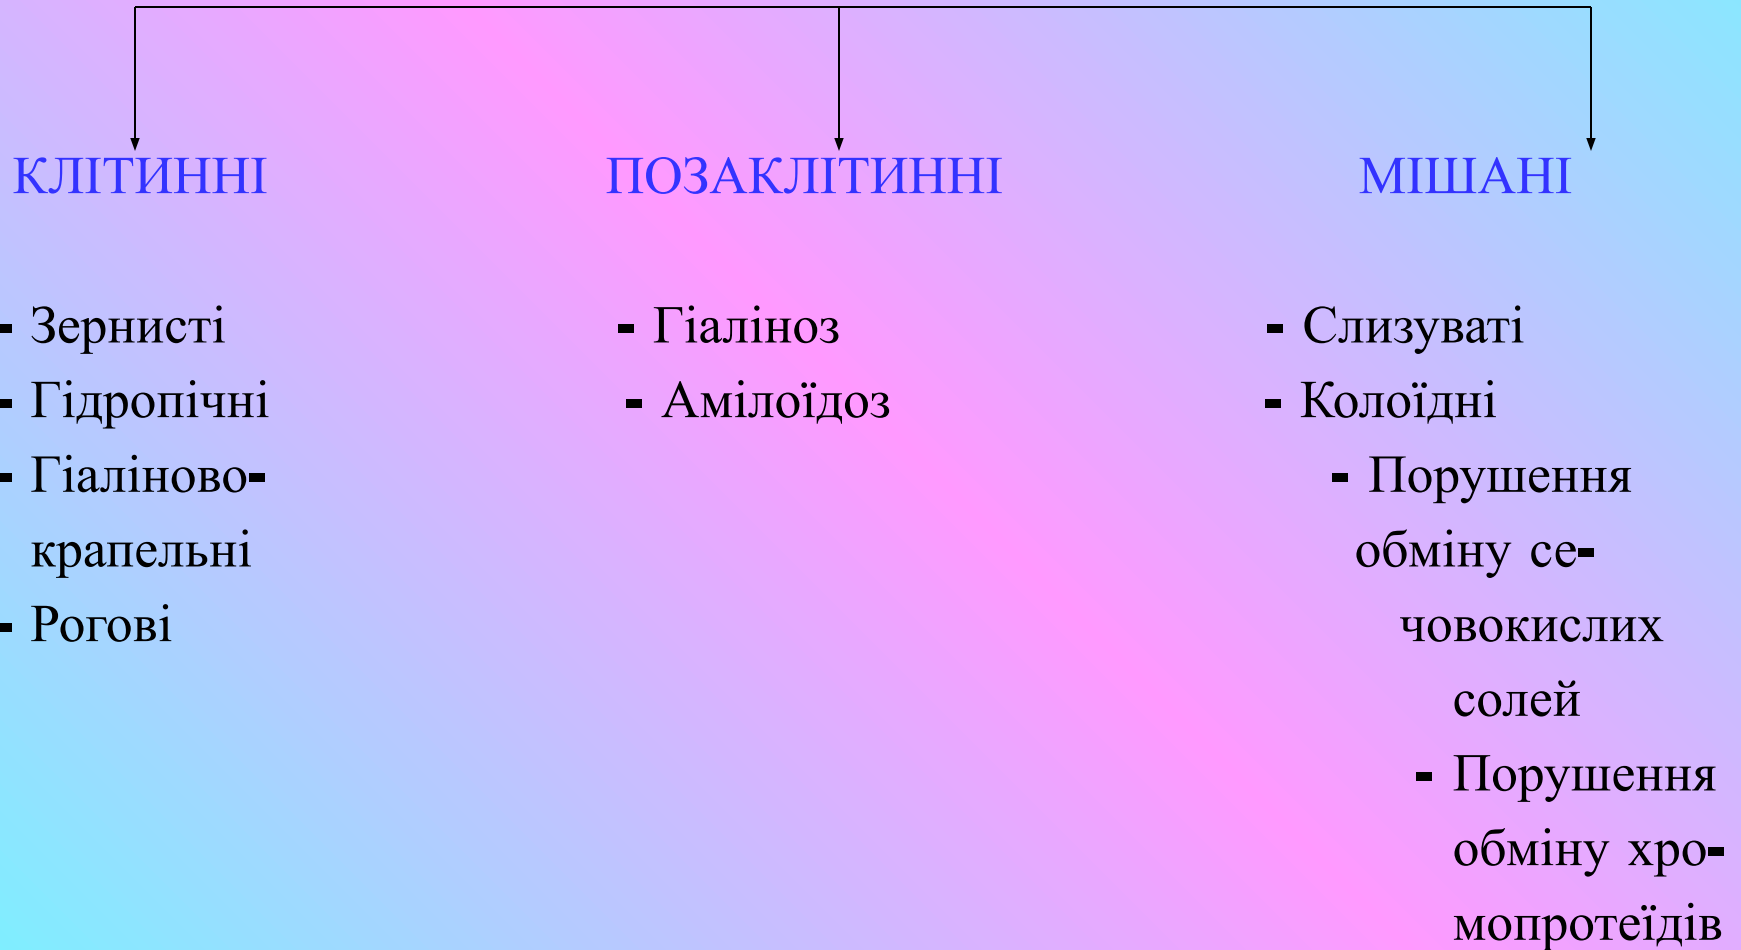 КЛІТИННІ
- Зернисті
- Гідропічні
- Гіаліново-
крапельні
- Рогові
ПОЗАКЛІТИННІ
- Гіаліноз
- Амілоїдоз
МІШАНІ
- Слизуваті
- Колоїдні
- Порушення
обміну се-
човокислих
солей
- Порушення
обміну хро-
мопротеїдів